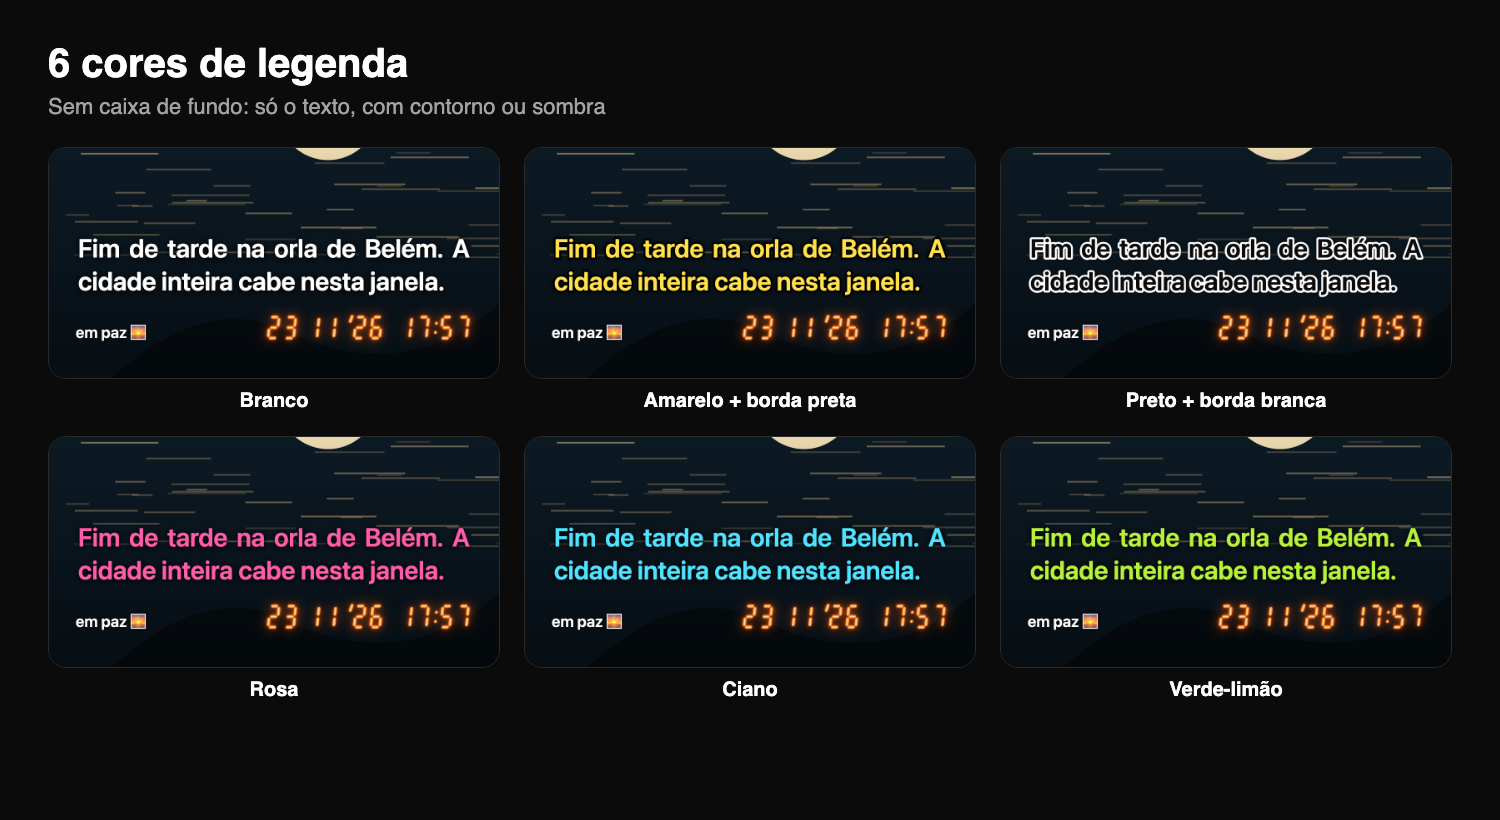 6 cores de legenda
Sem caixa de fundo: só o texto, com contorno ou sombra
Fim de tarde na orla de Belém. A
cidade inteira cabe nesta janela.
em paz 🌅 23 11 '26 17:57
Branco
Fim de tarde na orla de Belém. A
cidade inteira cabe nesta janela.
em paz 🌅 23 11 '26 17:57
Amarelo + borda preta
Fim de tarde na orla de Belém. A
cidade inteira cabe nesta janela.
em paz 🌅 23 11 '26 17:57
Preto + borda branca
Fim de tarde na orla de Belém. A
cidade inteira cabe nesta janela.
em paz 🌅 23 11 '26 17:57
Rosa
Fim de tarde na orla de Belém. A
cidade inteira cabe nesta janela.
em paz 🌅 23 11 '26 17:57
Ciano
Fim de tarde na orla de Belém. A
cidade inteira cabe nesta janela.
em paz 🌅 23 11 '26 17:57
Verde-limão